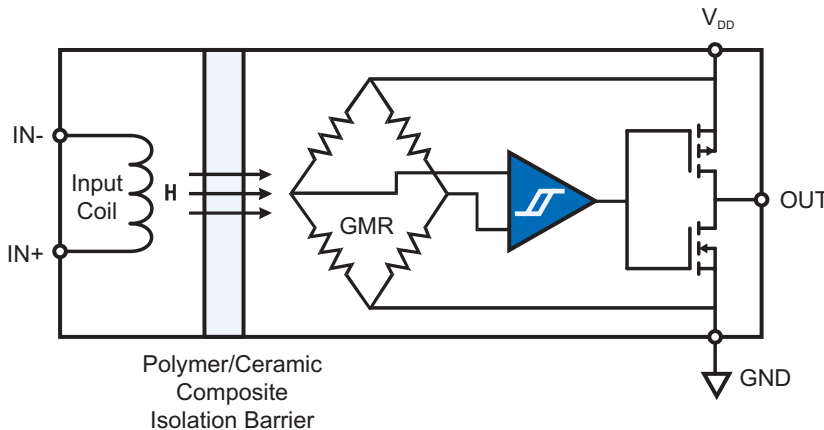 V_DD
IN-
Input
Coil
H
GMR
OUT
IN+
GND
Polymer/Ceramic
Composite
Isolation Barrier